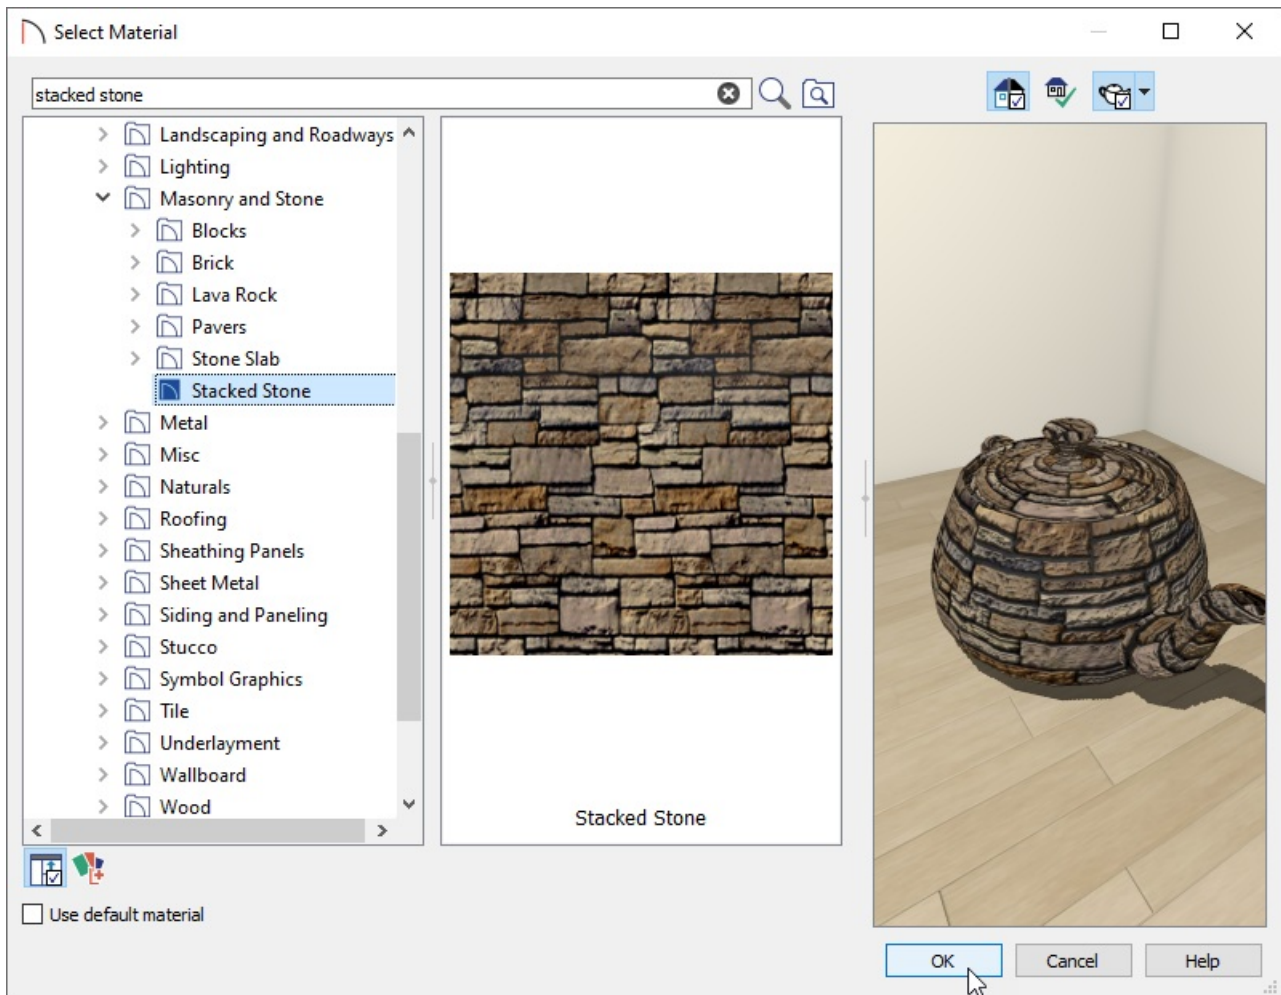 Select Material
stacked stone
Landscaping and Roadways
Lighting
Masonry and Stone
Blocks
Brick
Lava Rock
Pavers
Stone Slab
Stacked Stone
Metal
Misc
Naturals
Roofing
Sheathing Panels
Sheet Metal
Siding and Paneling
Stucco
Symbol Graphics
Tile
Underlayment
Wallboard
Wood
Stacked Stone
Use default material
OK
Cancel
Help